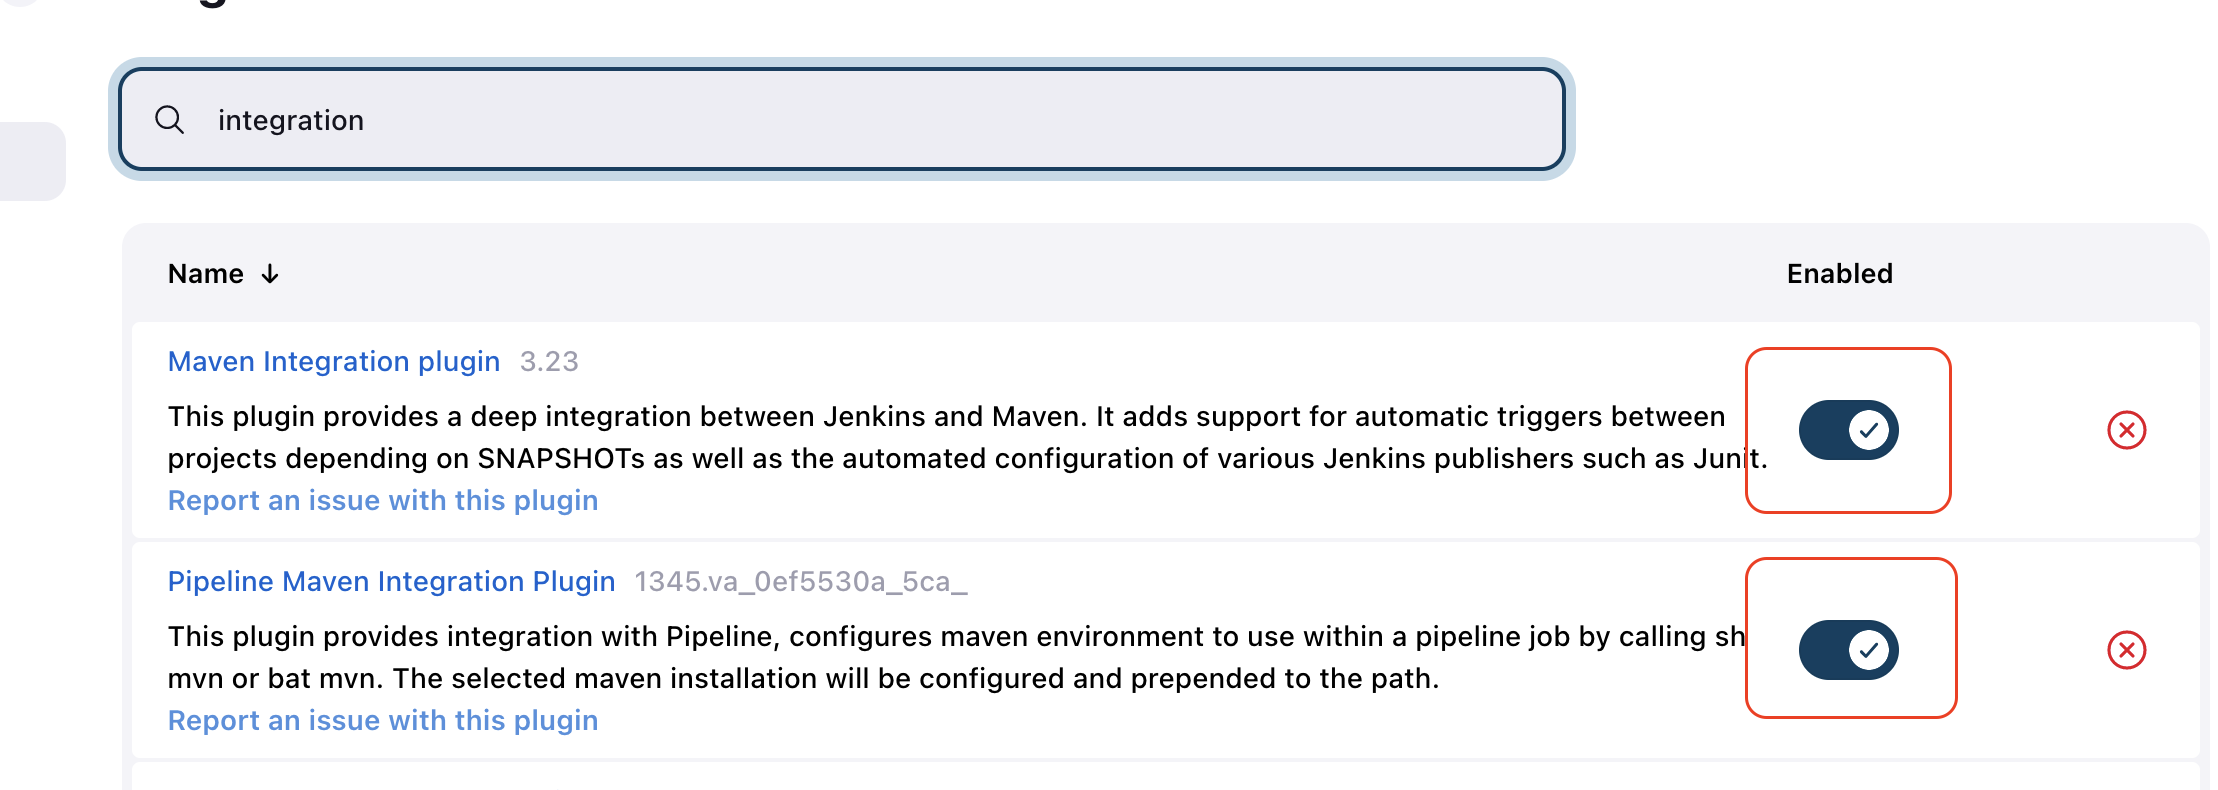 integration
Name ↓ Enabled
Maven Integration plugin 3.23
This plugin provides a deep integration between Jenkins and Maven. It adds support for automatic triggers between
projects depending on SNAPSHOTs as well as the automated configuration of various Jenkins publishers such as Junit.
Report an issue with this plugin
Pipeline Maven Integration Plugin 1345.va_0ef5530a_5ca_
This plugin provides integration with Pipeline, configures maven environment to use within a pipeline job by calling sh
mvn or bat mvn. The selected maven installation will be configured and prepended to the path.
Report an issue with this plugin